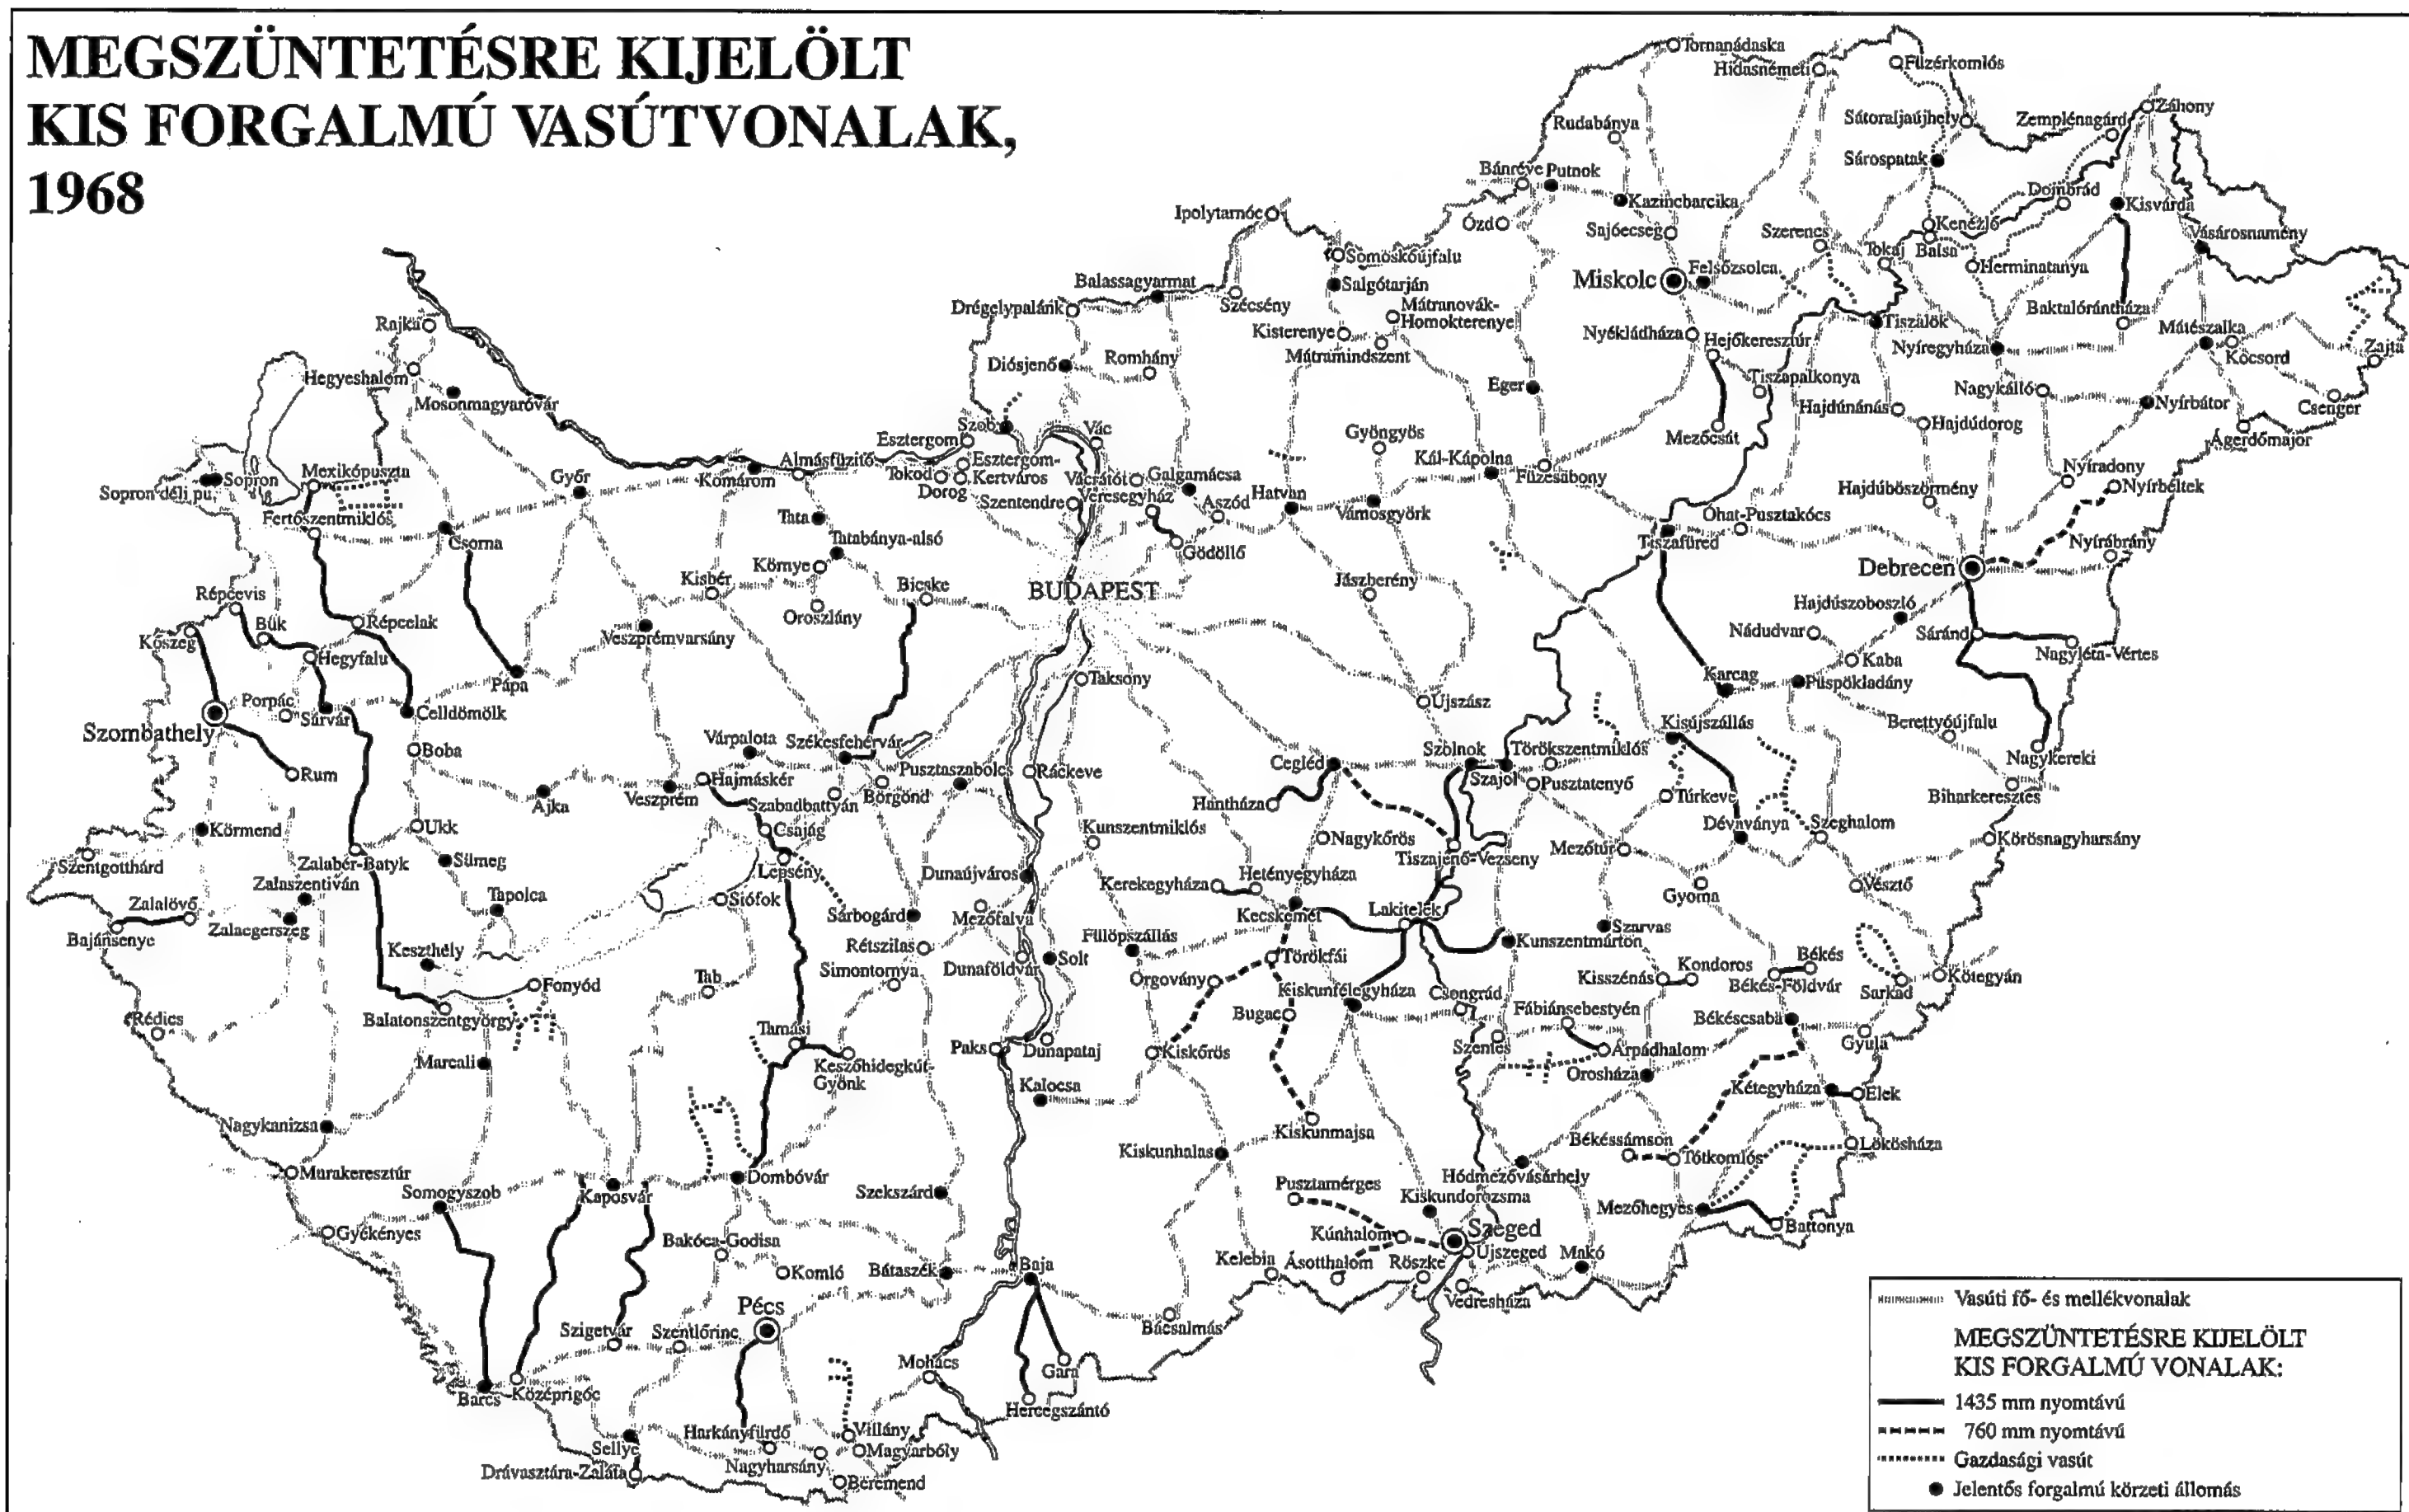 MEGSZÜNTETÉSRE KIJELÖLT
KIS FORGALMÚ VASÚTVONALAK,
1968
Tornanádaska
Hidasnémeti
Füzérkomlós
Záhony
Sátoraljaújhely
Zemplénagárd
Rudabánya
Sárospatak
Bánréve
Putnok
Dombrád
Kisvárda
Kazincbarcika
Ipolytarnóc
Ózd
Sajóecseg
Szerencs
Kenézló
Vásárosnamény
Tokaj
Balsa
Somoskőújfalu
Herminatanya
Miskolc
Felsőzsolca
Balassagyarmat
Salgótarján
Drégelypalánk
Szécsény
Mátranovák-
Homokterenye
Baktalórántháza
Rajka
Kisterenye
Nyékládháza
Hejőkeresztúr
Tiszalök
Mátészalka
Mátramindszent
Nyíregyháza
Kocsord
Zajta
Diósjenő
Romhány
Hegyeshalom
Eger
Tiszapalkonya
Nagykálló
Mosonmagyaróvár
Hajdúnánás
Nyírbátor
Csenger
Szob
Vác
Gyöngyös
Mezőcsát
Hajdúdorog
Ágerdőmajor
Esztergom
Almásfüzitő
Esztergom-
Kertváros
Kál-Kápolna
Mexikópuszta
Sopron
Győr
Komárom
Tokod
Dorog
Vácrátót
Galgamácsa
Füzesabony
Nyíradony
Nyírbéltek
Sopron déli pu.
Szentendre
Veresegyház
Aszód
Hatvan
Vámosgyörk
Hajdúböszörmény
Fertőszentmiklós
Tata
Óhat-Pusztakócs
Csorna
Tatabánya-alsó
Gödöllő
Tiszafüred
Nyírábrány
Környe
Debrecen
Kisbér
Bicske
BUDAPEST
Jászberény
Répcevis
Oroszlány
Hajdúszoboszló
Bük
Répcelak
Veszprémvarsány
Nádudvar
Sáránd
Kőszeg
Hegyfalu
Kaba
Nagyléta-Vértes
Pápa
Taksony
Karcag
Püspökladány
Porpác
Sárvár
Celldömölk
Újszász
Szombathely
Kisújszállás
Berettyóújfalu
Boba
Várpalota
Székesfehérvár
Szolnok
Törökszentmiklós
Nagykereki
Rum
Hajmáskér
Pusztaszabolcs
Ráckeve
Cegléd
Szajol
Pusztatenyő
Ajka
Veszprém
Szabadbattyán
Börgönd
Hantháza
Túrkeve
Biharkeresztes
Körmend
Ukk
Csajág
Kunszentmiklós
Dévaványa
Szeghalom
Nagykőrös
Körösnagyharsány
Szentgotthárd
Zalabér-Batyk
Sümeg
Lepsény
Tiszajenő-Vezseny
Mezőtúr
Zalaszentiván
Dunaújváros
Kerekegyháza
Hetényegyháza
Gyoma
Vésztő
Zalalövő
Tapolca
Siófok
Sárbogárd
Mezőfalva
Kecskemét
Lakitelek
Szarvas
Bajánsenye
Zalaegerszeg
Rétszilas
Fülöpszállás
Kunszentmárton
Keszthely
Simontornya
Dunaföldvár
Solt
Törökfái
Békés
Tab
Orgovány
Kisszénás
Kondoros
Békés-Földvár
Sarkad
Kötegyán
Fonyód
Kiskunfélegyháza
Csongrád
Fábiánsebestyén
Rédics
Balatonszentgyörgy
Tamási
Bugac
Békéscsaba
Paks
Dunapataj
Kiskőrös
Szentes
Árpádhalom
Gyula
Marcali
Keszőhidegkút-
Gyönk
Orosháza
Kalocsa
Kétegyháza
Elek
Nagykanizsa
Kiskunmajsa
Békéssámson
Lőkösháza
Kiskunhalas
Tótkomlós
Murakeresztúr
Dombóvár
Hódmezővásárhely
Somogyszob
Kaposvár
Szekszárd
Pusztamérges
Kiskundorozsma
Mezőhegyes
Gyékényes
Kúnhalom
Szeged
Battonya
Bakóca-Godisa
Újszeged
Makó
Komló
Bátaszék
Baja
Kelebia
Ásotthalom
Röszke
Pécs
Vedresháza
Szigetvár
Szentlőrinc
Bácsalmás
Mohács
Gara
Barcs
Középrigóc
Hercegszántó
Harkányfürdő
Villány
Sellye
Magyarbóly
Nagyharsány
Drávasztára-Zaláta
Beremend
Vasúti fő- és mellékvonalak
MEGSZÜNTETÉSRE KIJELÖLT
KIS FORGALMÚ VONALAK:
1435 mm nyomtávú
760 mm nyomtávú
Gazdasági vasút
Jelentős forgalmú körzeti állomás